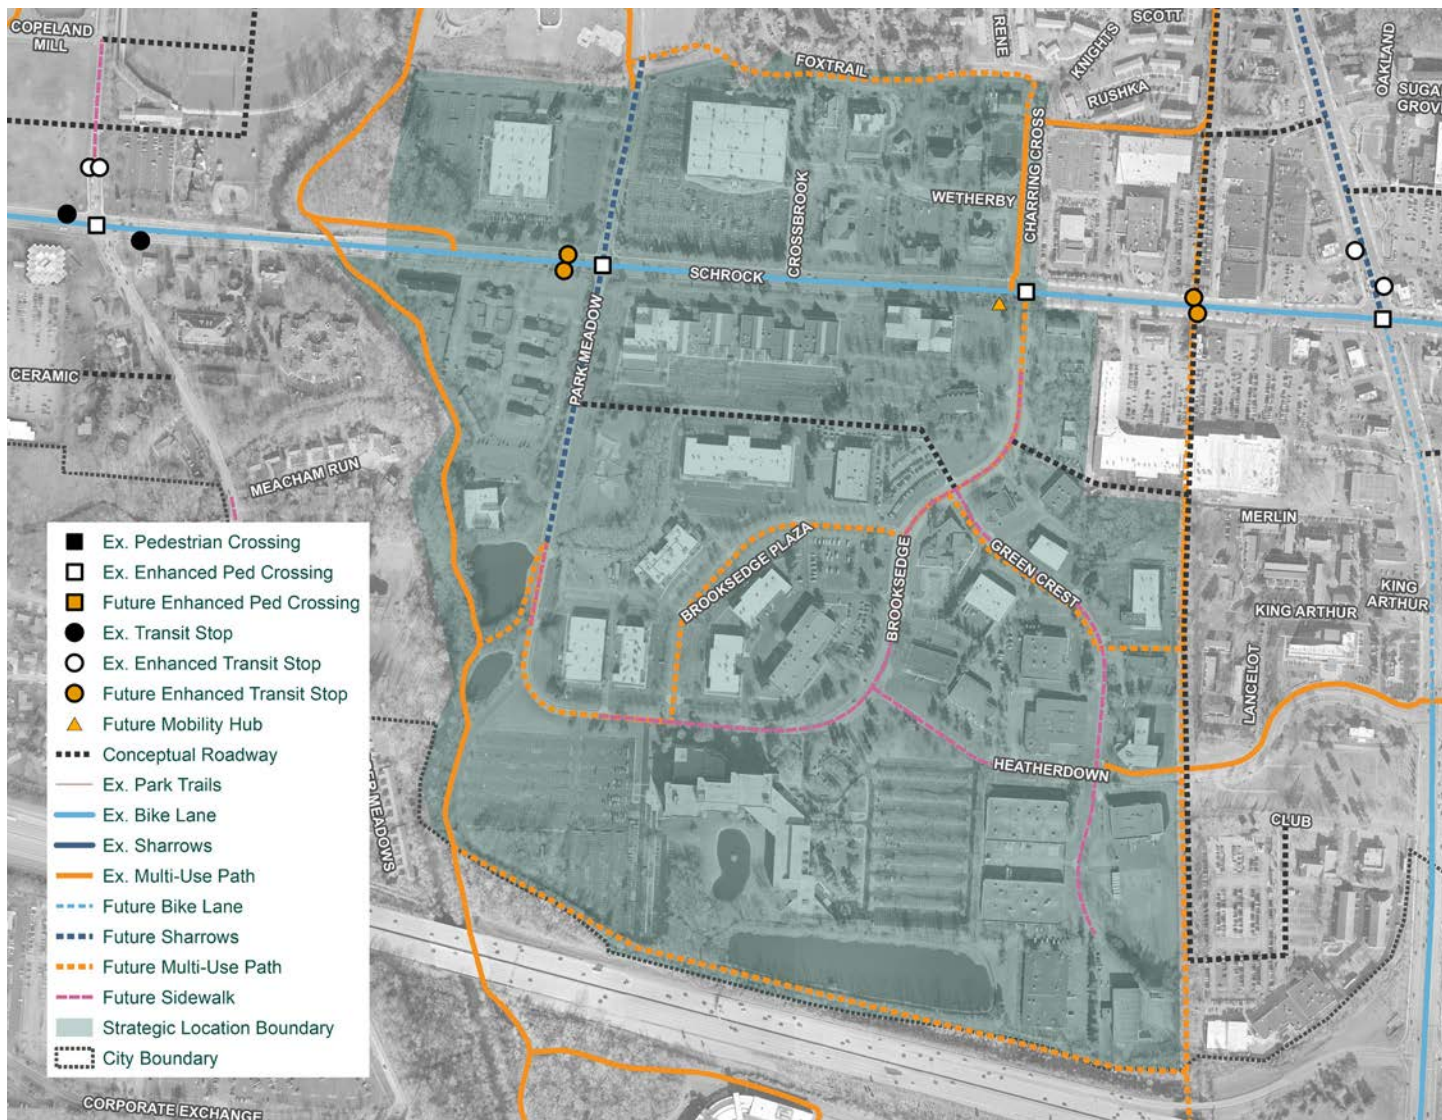 COPELAND
MILL
RENE
SCOTT
KNIGHTS
RUSHKA
OAKLAND
FOXTRAIL
CHARRING CROSS
WETHERBY
CROSSBROOK
SCHROCK
PARK MEADOW
CERAMIC
MEACHAM RUN
BROOKSEDGE PLAZA
BROOKSEDGE
GREEN CREST
MERLIN
KING ARTHUR
KING
ARTHUR
LANCELOT
HEATHERDOWN
CLUB
MEADOWS
CORPORATE EXCHANGE
Ex. Pedestrian Crossing
Ex. Enhanced Ped Crossing
Future Enhanced Ped Crossing
Ex. Transit Stop
Ex. Enhanced Transit Stop
Future Enhanced Transit Stop
Future Mobility Hub
Conceptual Roadway
Ex. Park Trails
Ex. Bike Lane
Ex. Sharrows
Ex. Multi-Use Path
Future Bike Lane
Future Sharrows
Future Multi-Use Path
Future Sidewalk
Strategic Location Boundary
City Boundary